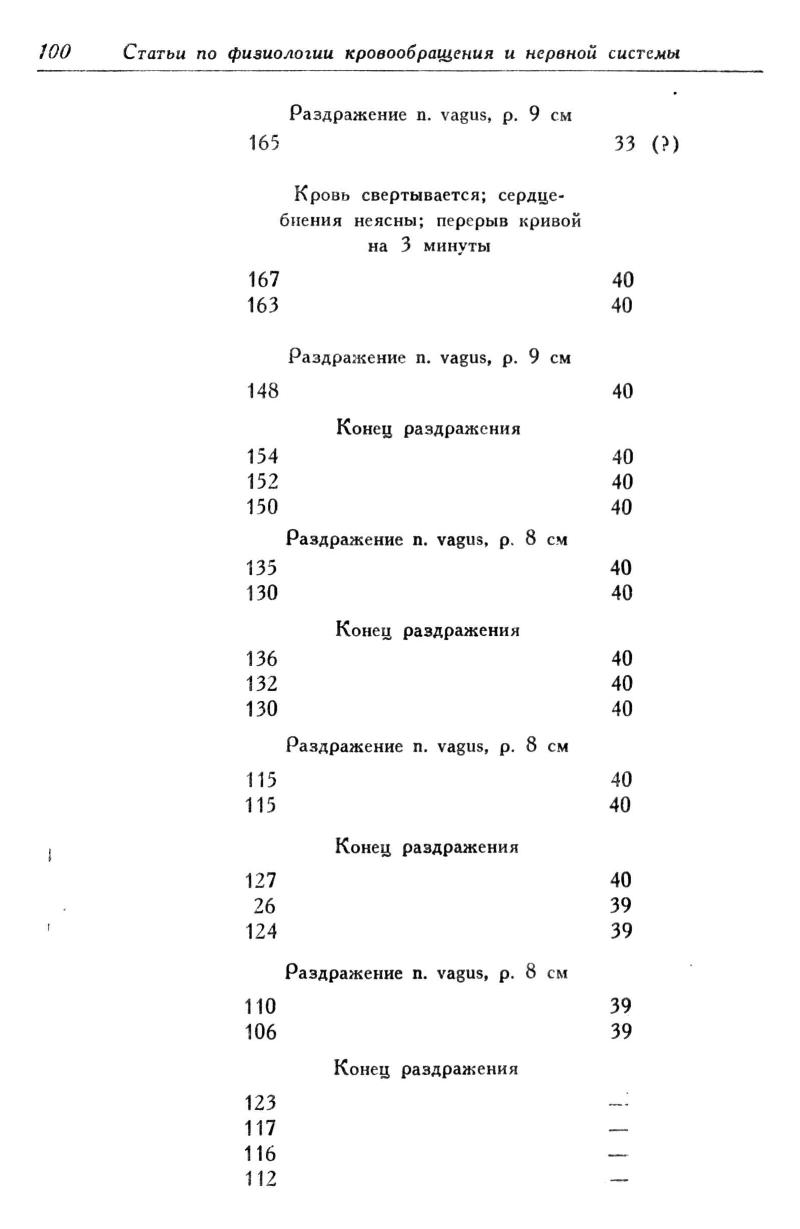 100 Статьи по физиологии кровообращения и нервной системы
Раздражение n. vagus, р. 9 см
165 33 (?)
Кровь свертывается; сердце-
биения неясны; перерыв кривой
на 3 минуты
167 40
163 40
Раздражение n. vagus, р. 9 см
148 40
Конец раздражения
154 40
152 40
150 40
Раздражение n. vagus, р. 8 см
135 40
130 40
Конец раздражения
136 40
132 40
130 40
Раздражение n. vagus, р. 8 см
115 40
115 40
Конец раздражения
127 40
26 39
124 39
Раздражение n. vagus, р. 8 см
110 39
106 39
Конец раздражения
123 —
117 —
116 —
112 —